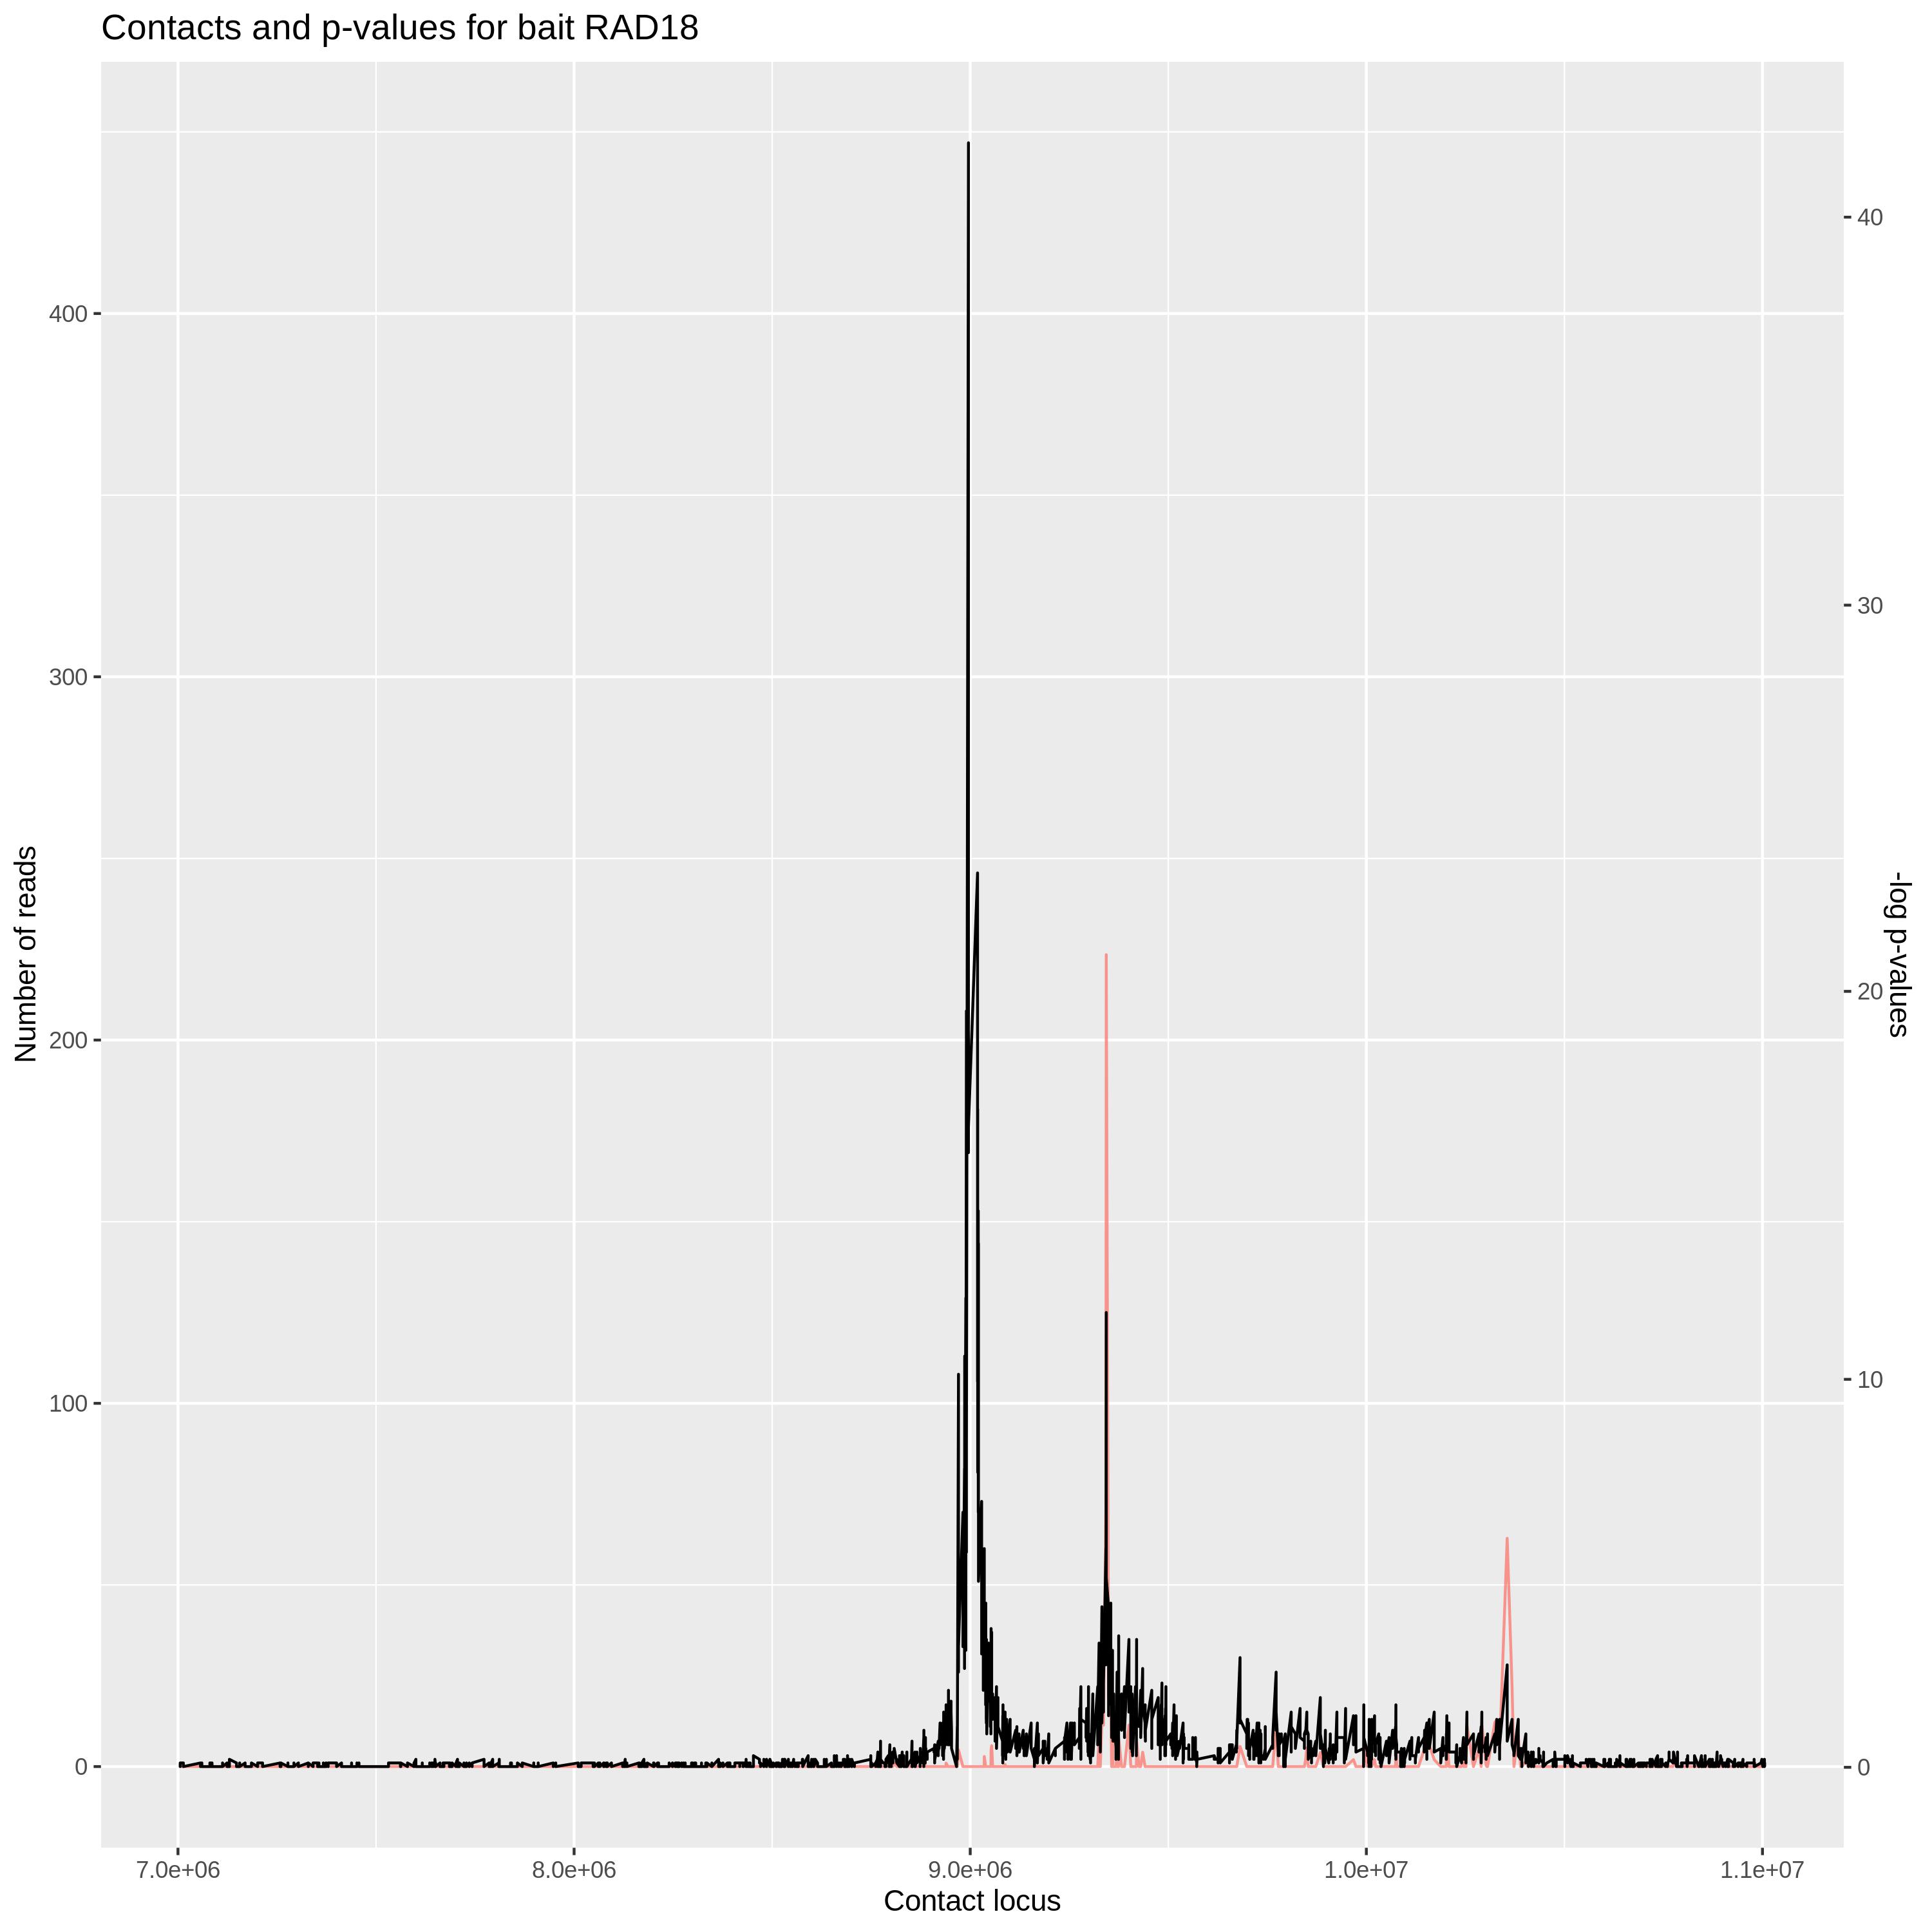 Contacts and p-values for bait RAD18
Number of reads
400
300
200
100
0
40
30
20
10
0
-log p-values
7.0e+06 8.0e+06 9.0e+06 1.0e+07 1.1e+07
Contact locus